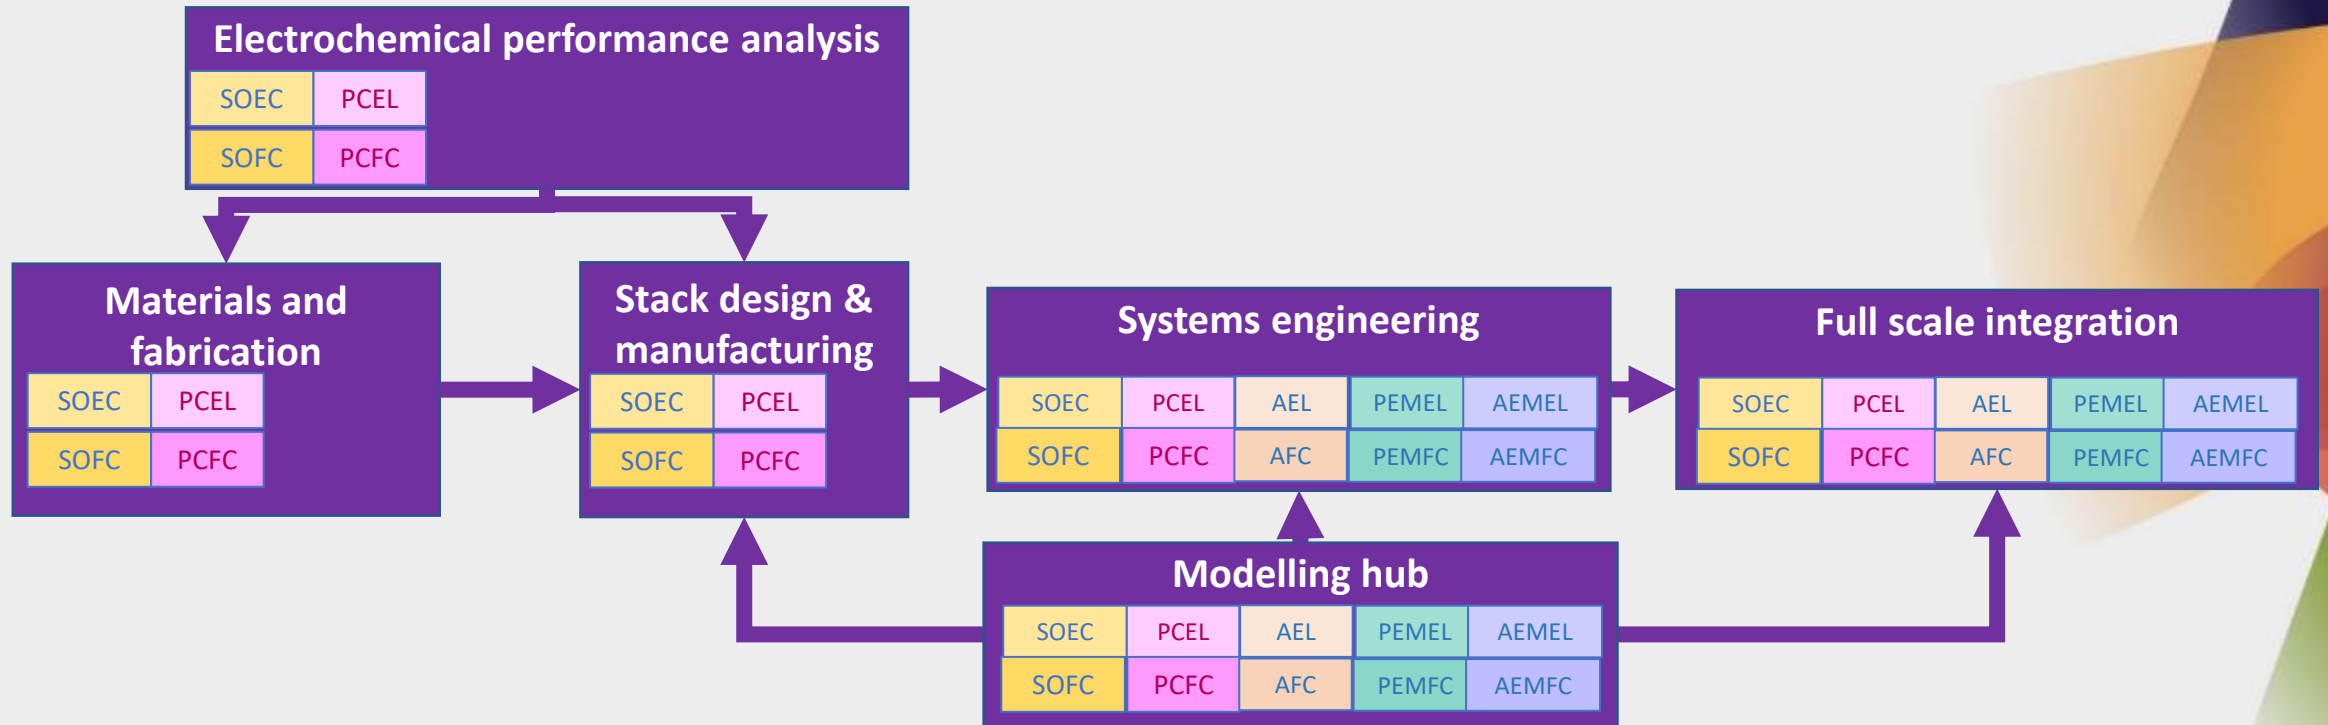 Electrochemical performance analysis
SOEC PCEL
SOFC PCFC
Materials and
fabrication
SOEC PCEL
SOFC PCFC
Stack design &
manufacturing
SOEC PCEL
SOFC PCFC
Systems engineering
SOEC PCEL AEL PEMEL AEMEL
SOFC PCFC AFC PEMFC AEMFC
Full scale integration
SOEC PCEL AEL PEMEL AEMEL
SOFC PCFC AFC PEMFC AEMFC
Modelling hub
SOEC PCEL AEL PEMEL AEMEL
SOFC PCFC AFC PEMFC AEMFC